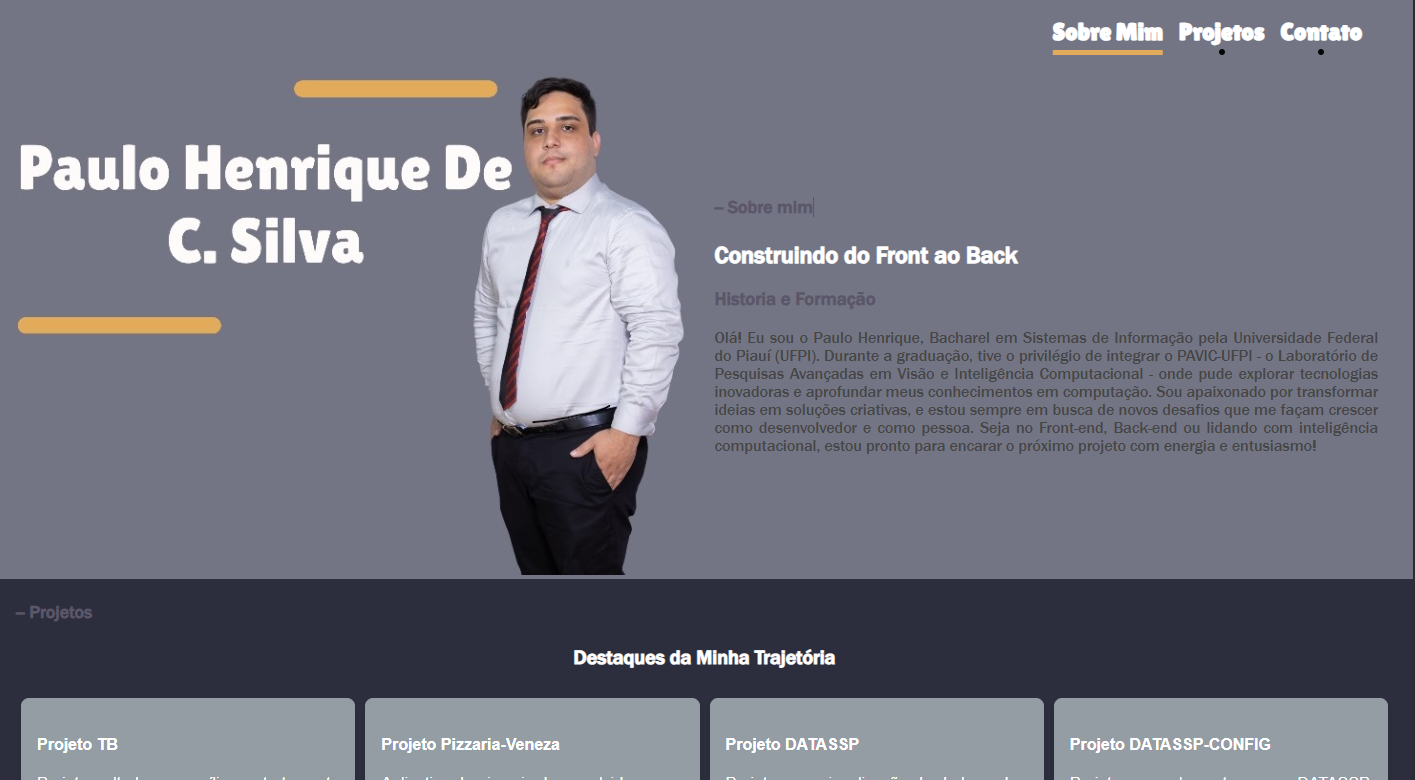 Sobre Mim Projetos Contato
Paulo Henrique De
C. Silva
– Sobre mim
Construindo do Front ao Back
Historia e Formação
Olá! Eu sou o Paulo Henrique, Bacharel em Sistemas de Informação pela Universidade Federal
do Piauí (UFPI). Durante a graduação, tive o privilégio de integrar o PAVIC-UFPI - o Laboratório de
Pesquisas Avançadas em Visão e Inteligência Computacional - onde pude explorar tecnologias
inovadoras e aprofundar meus conhecimentos em computação. Sou apaixonado por transformar
ideias em soluções criativas, e estou sempre em busca de novos desafios que me façam crescer
como desenvolvedor e como pessoa. Seja no Front-end, Back-end ou lidando com inteligência
computacional, estou pronto para encarar o próximo projeto com energia e entusiasmo!
– Projetos
Destaques da Minha Trajetória
Projeto TB
Projeto Pizzaria-Veneza
Projeto DATASSP
Projeto DATASSP-CONFIG